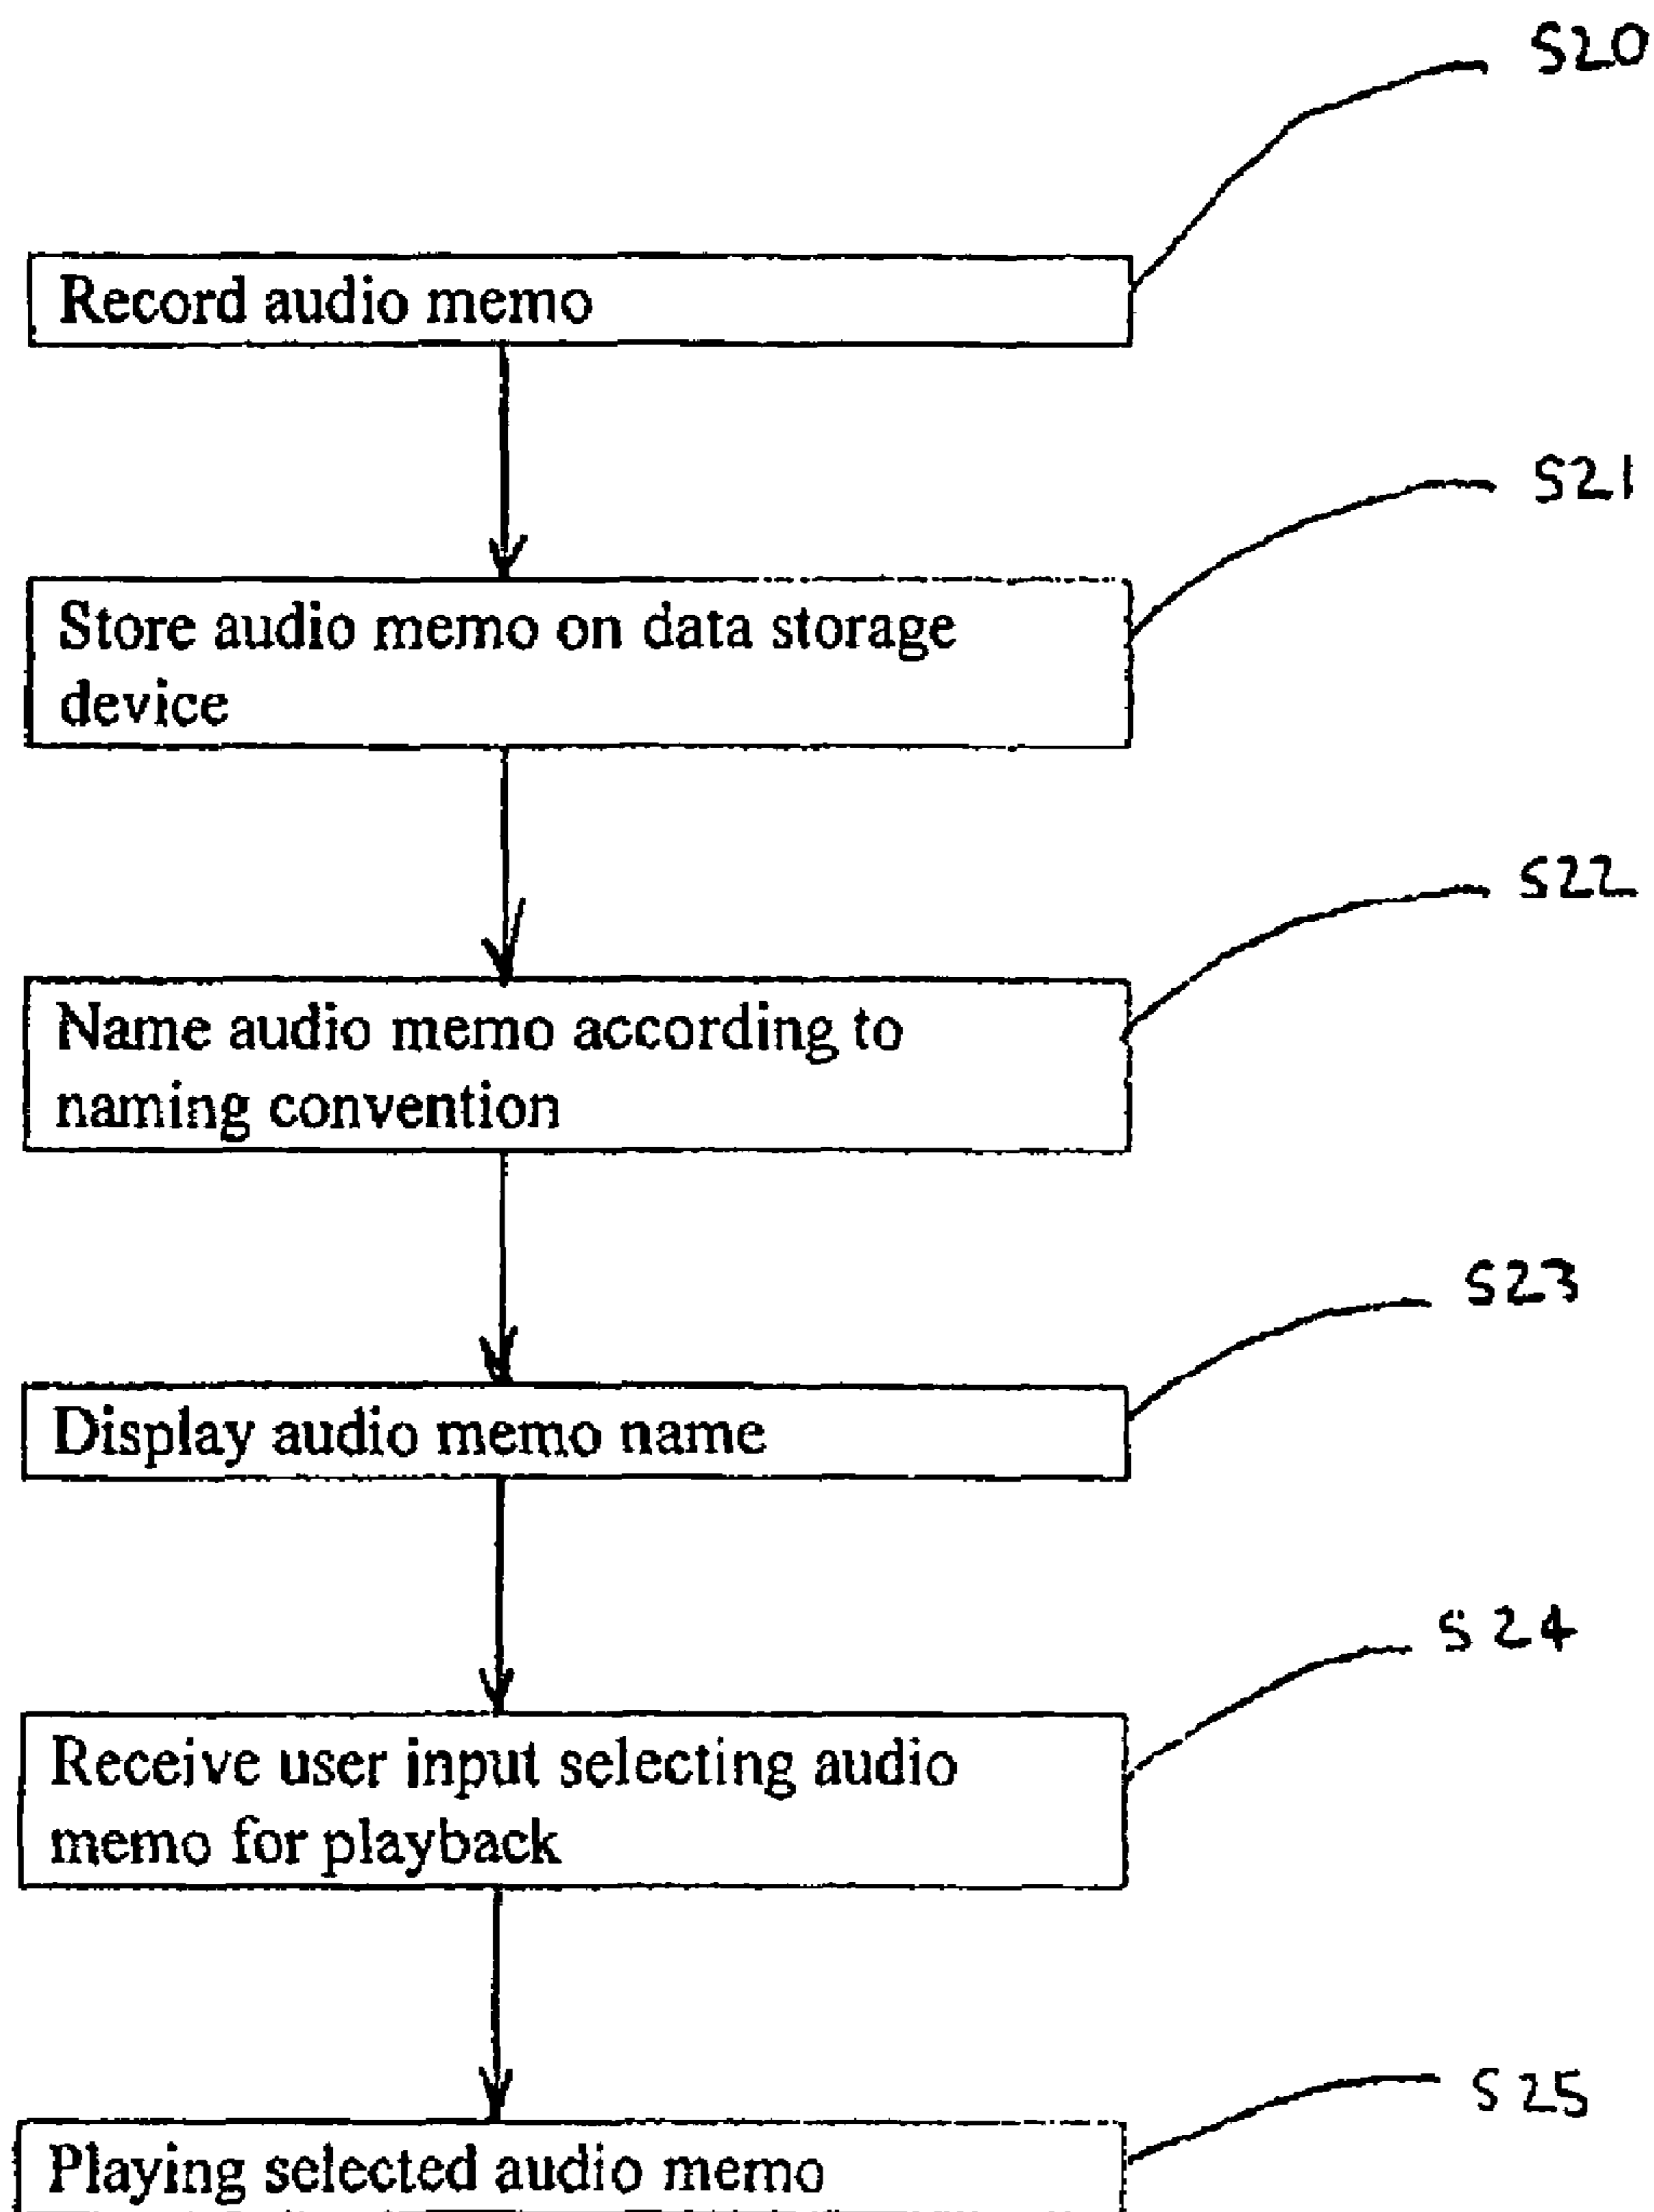 S20
Record audio memo
S21
Store audio memo on data storage
device
S22
Name audio memo according to
naming convention
S23
Display audio memo name
S24
Receive user input selecting audio
memo for playback
S25
Playing selected audio memo